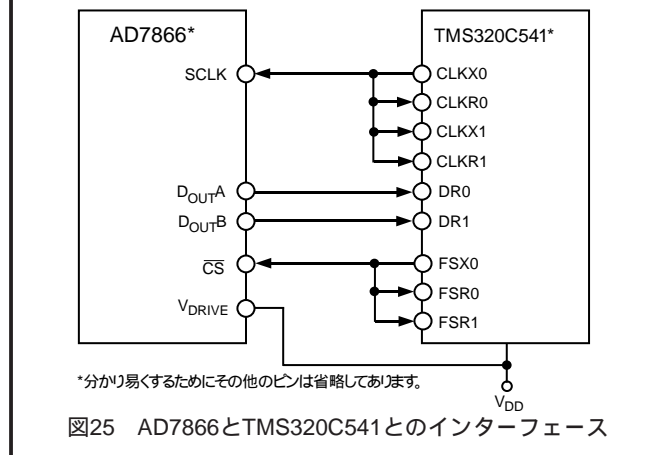 AD7866*
TMS320C541*
SCLK
CLKX0
CLKR0
CLKX1
CLKR1
DOUTA
DR0
DOUTB
DR1
CS
FSX0
VDRIVE
FSR0
FSR1
*分かり易くするためにその他のピンは省略してあります。
VDD
図25 AD7866とTMS320C541とのインターフェース